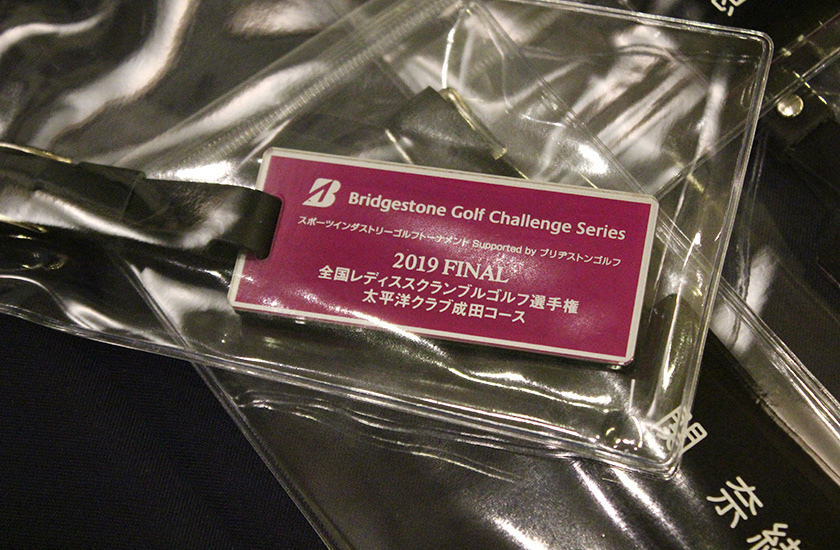 Bridgestone Golf Challenge Series
スポーツインダストリーゴルフトーナメント Supported by ブリヂストンゴルフ
2019 FINAL
全国レディススクランブルゴルフ選手権
太平洋クラブ成田コース
奈